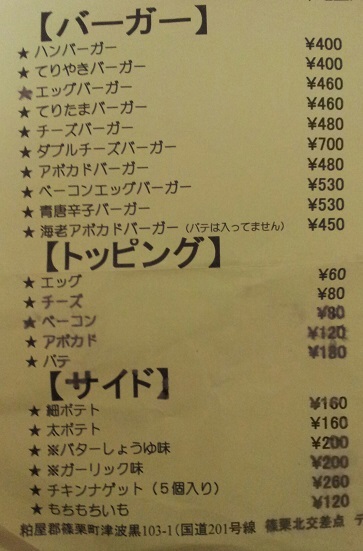 【バーガー】
★ ハンバーガー ¥400
★ てりやきバーガー ¥400
★ エッグバーガー ¥460
★ てりたまバーガー ¥460
★ チーズバーガー ¥480
★ ダブルチーズバーガー ¥700
★ アボカドバーガー ¥480
★ ベーコンエッグバーガー ¥530
★ 青唐辛子バーガー ¥530
★ 海老アボカドバーガー（パテは入ってません） ¥450
【トッピング】
★ エッグ ¥60
★ チーズ ¥80
★ ベーコン ¥80
★ アボカド ¥120
★ パテ ¥180
【サイド】
★ 細ポテト ¥160
★ 太ポテト ¥160
★ ※バターしょうゆ味 ¥200
★ ※ガーリック味 ¥200
★ チキンナゲット（５個入り） ¥260
★ もちもちいも ¥120
粕屋郡篠栗町津波黒103-1（国道201号線 篠栗北交差点